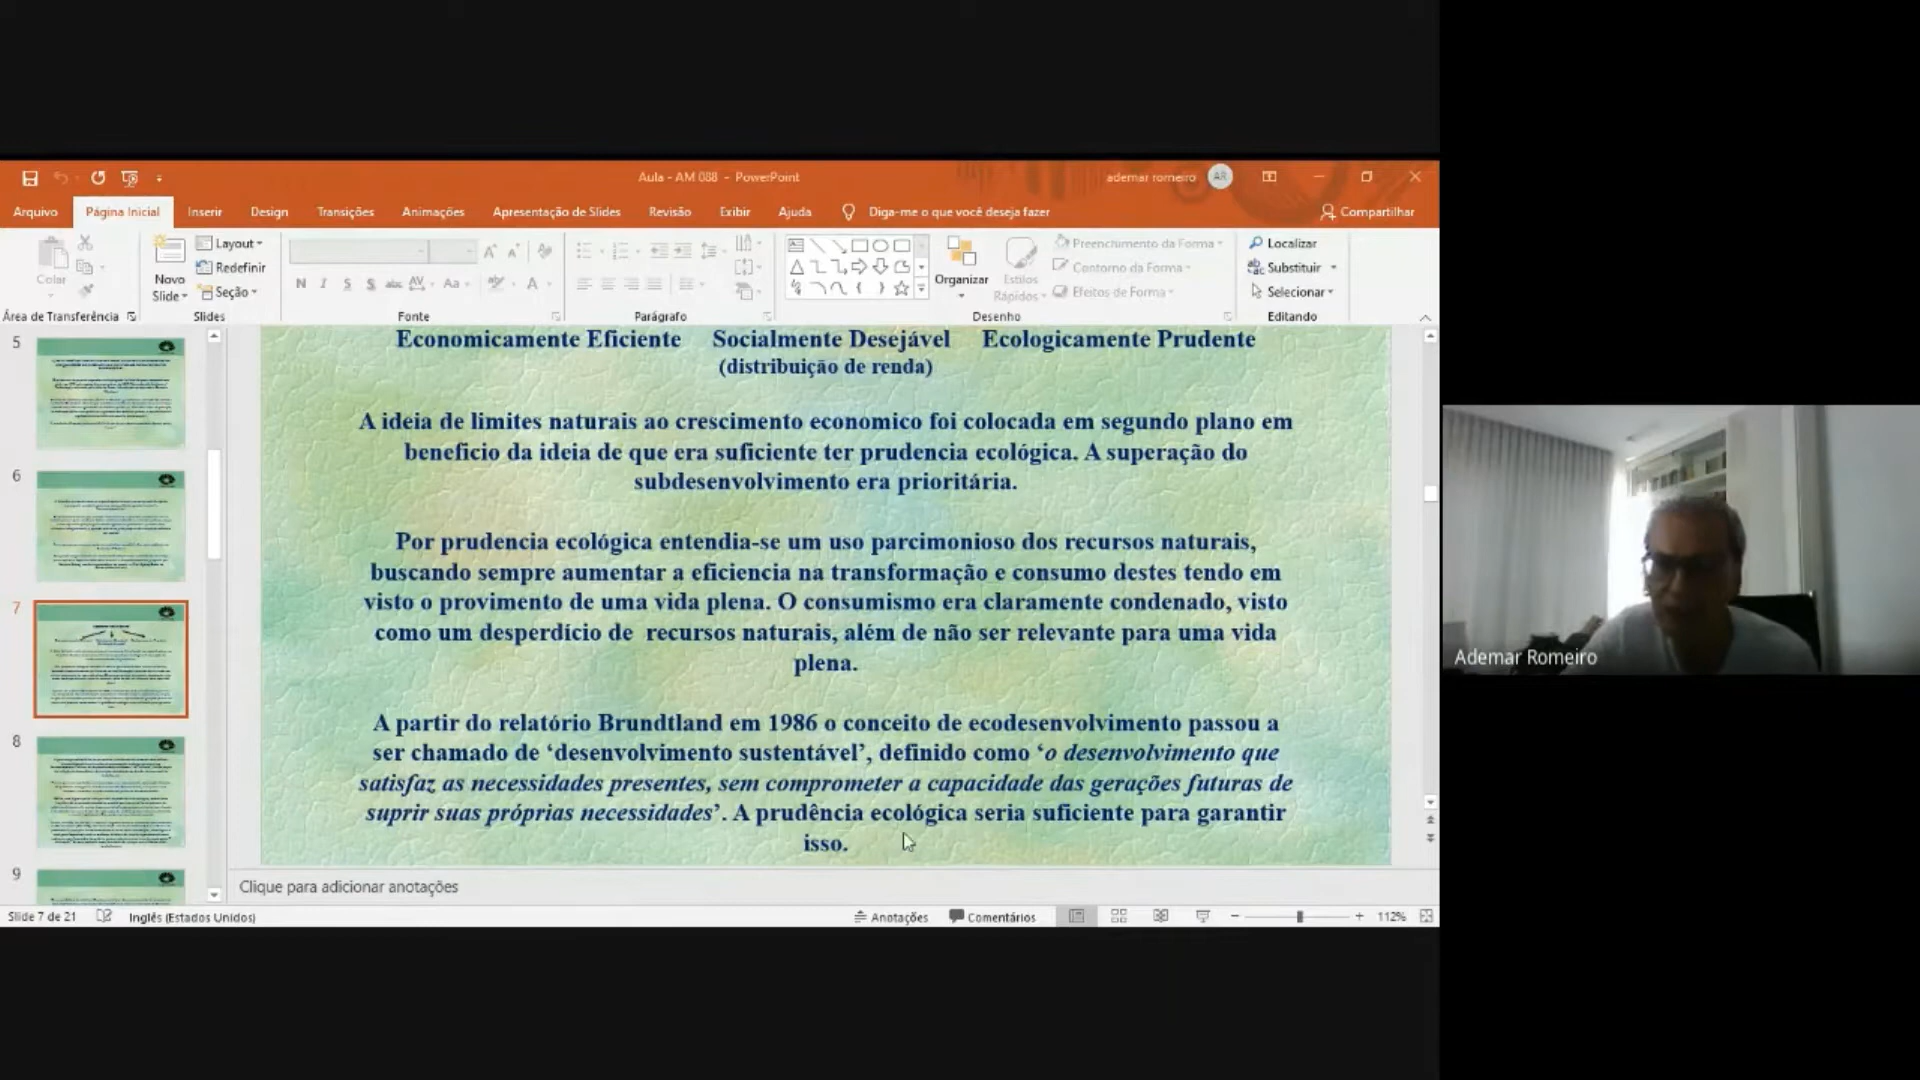 Aula - AM 088 - PowerPoint
ademar romeiro
AR
Arquivo
Página Inicial
Inserir
Design
Transições
Animações
Apresentação de Slides
Revisão
Exibir
Ajuda
Diga-me o que você deseja fazer
Compartilhar
Colar
Novo Slide
Layout
Redefinir
Seção
N I S S abc AV Aa A
Organizar
Estilos Rápidos
Preenchimento da Forma
Contorno da Forma
Efeitos de Forma
Localizar
Substituir
Selecionar
Área de Transferência
Slides
Fonte
Parágrafo
Desenho
Editando
5
6
7
8
9
Economicamente Eficiente Socialmente Desejável Ecologicamente Prudente
(distribuição de renda)
A ideia de limites naturais ao crescimento economico foi colocada em segundo plano em
beneficio da ideia de que era suficiente ter prudencia ecológica. A superação do
subdesenvolvimento era prioritária.
Por prudencia ecológica entendia-se um uso parcimonioso dos recursos naturais,
buscando sempre aumentar a eficiencia na transformação e consumo destes tendo em
visto o provimento de uma vida plena. O consumismo era claramente condenado, visto
como um desperdício de recursos naturais, além de não ser relevante para uma vida
plena.
A partir do relatório Brundtland em 1986 o conceito de ecodesenvolvimento passou a
ser chamado de ‘desenvolvimento sustentável’, definido como ‘o desenvolvimento que
satisfaz as necessidades presentes, sem comprometer a capacidade das gerações futuras de
suprir suas próprias necessidades’. A prudência ecológica seria suficiente para garantir
isso.
Clique para adicionar anotações
Slide 7 de 21
Inglês (Estados Unidos)
Anotações
Comentários
112%
Ademar Romeiro